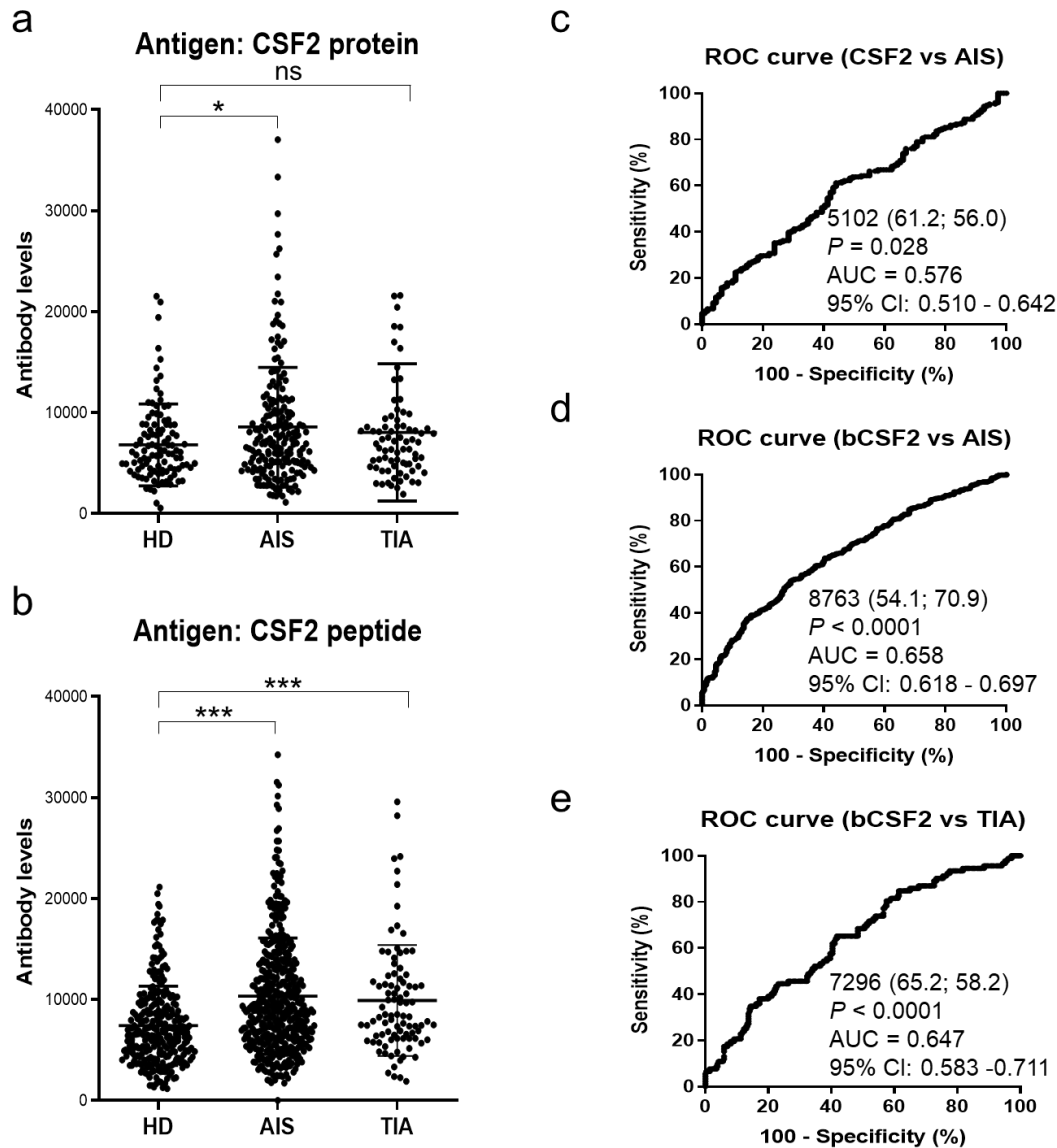 a
Antigen: CSF2 protein
ns
*
40000
30000
20000
10000
0
Antibody levels
HD AIS TIA
b
Antigen: CSF2 peptide
***
***
40000
30000
20000
10000
0
Antibody levels
HD AIS TIA
c
ROC curve (CSF2 vs AIS)
100
80
60
40
20
0
Sensitivity (%)
5102 (61.2; 56.0)
P = 0.028
AUC = 0.576
95% CI: 0.510 - 0.642
0 20 40 60 80 100
100 - Specificity (%)
d
ROC curve (bCSF2 vs AIS)
100
80
60
40
20
0
Sensitivity (%)
8763 (54.1; 70.9)
P < 0.0001
AUC = 0.658
95% CI: 0.618 - 0.697
0 20 40 60 80 100
100 - Specificity (%)
e
ROC curve (bCSF2 vs TIA)
100
80
60
40
20
0
Sensitivity (%)
7296 (65.2; 58.2)
P < 0.0001
AUC = 0.647
95% CI: 0.583 -0.711
0 20 40 60 80 100
100 - Specificity (%)